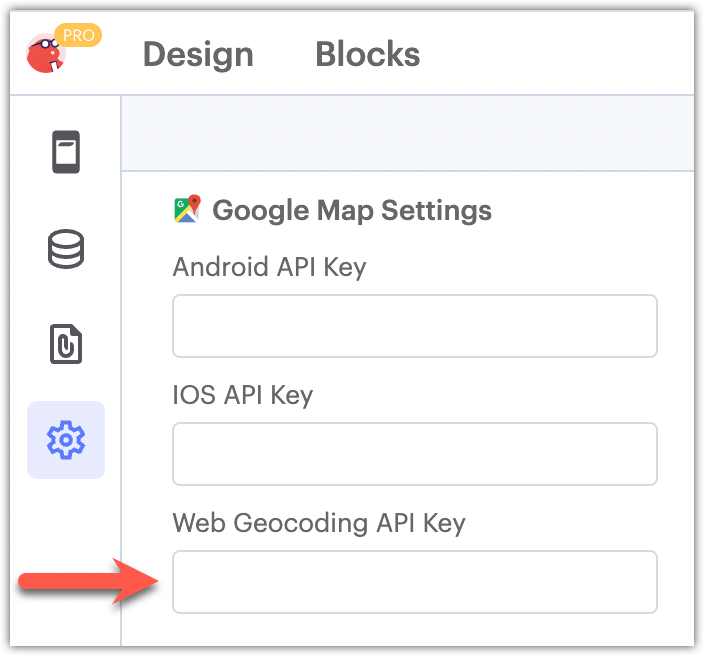 PRO
Design Blocks
Google Map Settings
Android API Key
IOS API Key
Web Geocoding API Key